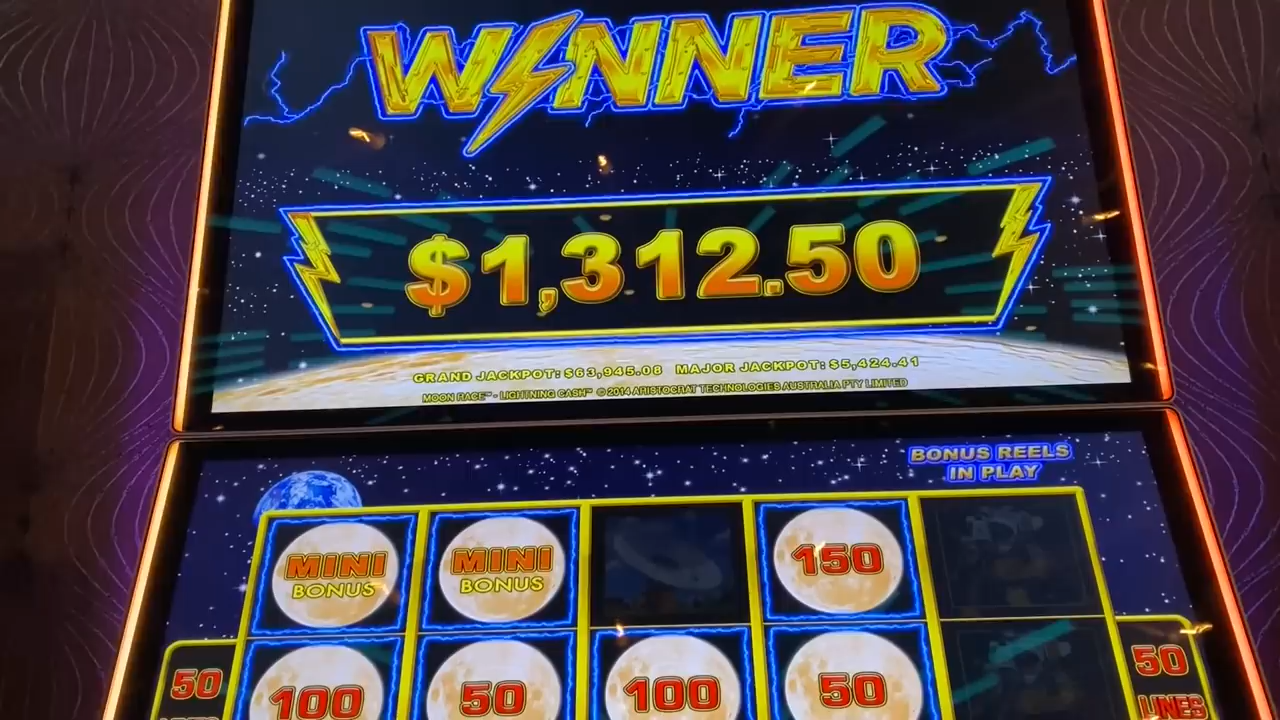 WINNER
$1,312.50
GRAND JACKPOT: $63,945.08 MAJOR JACKPOT: $5,424.41
MOON RACE™ - LIGHTNING CASH™ © 2014 ARISTOCRAT TECHNOLOGIES AUSTRALIA PTY LIMITED
BONUS REELS
IN PLAY
MINI
BONUS
MINI
BONUS
150
50
100
50
100
50
50
LINES